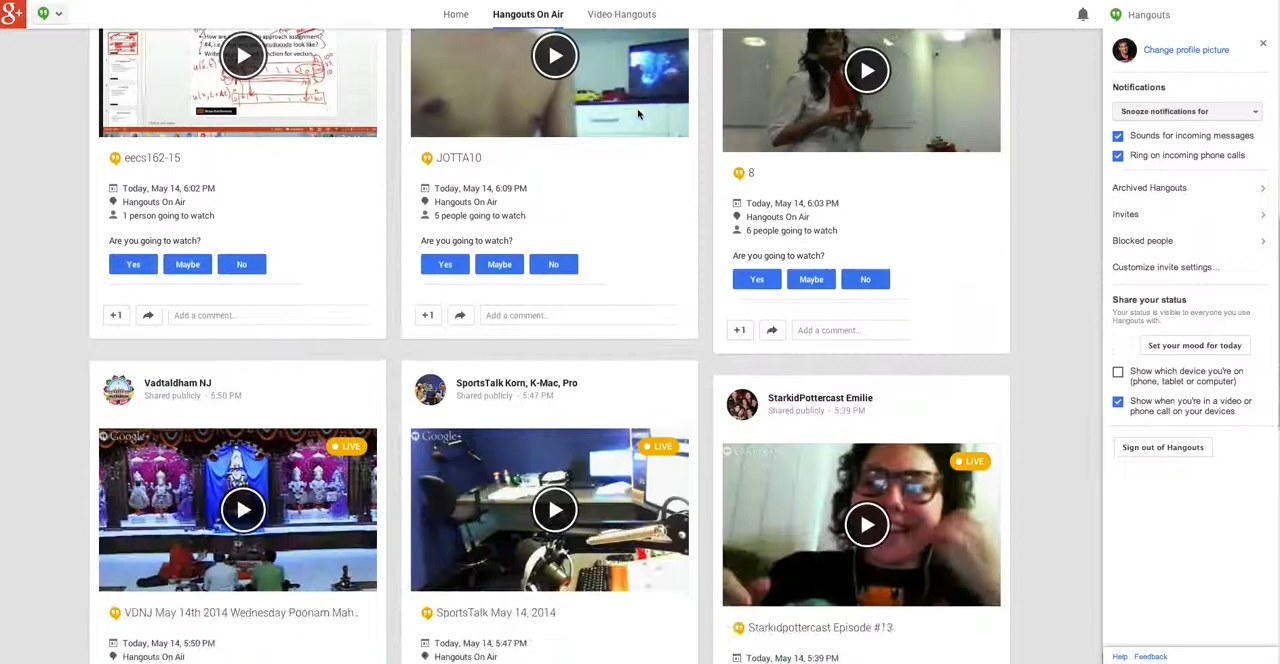 g+
Home
Hangouts On Air
Video Hangouts
Hangouts
Change profile picture
Notifications
Snooze notifications for
Sounds for incoming messages
Ring on incoming phone calls
Archived Hangouts
Invites
Blocked people
Customize invite settings...
Share your status
Your status is visible to everyone you use
Hangouts with.
Set your mood for today
Show which device you're on
(phone, tablet or computer)
Show when you're in a video or
phone call on your devices
Sign out of Hangouts
Help Feedback
eecs162-15
Today, May 14, 6:02 PM
Hangouts On Air
1 person going to watch
Are you going to watch?
Yes Maybe No
+1 Add a comment...
JOTTA10
Today, May 14, 6:09 PM
Hangouts On Air
5 people going to watch
Are you going to watch?
Yes Maybe No
+1 Add a comment...
8
Today, May 14, 6:03 PM
Hangouts On Air
6 people going to watch
Are you going to watch?
Yes Maybe No
+1 Add a comment...
Vadtaldham NJ
Shared publicly - 5:50 PM
Google+
LIVE
VDNJ May 14th 2014 Wednesday Poonam Mah..
Today, May 14, 5:50 PM
Hangouts On Air
SportsTalk Korn, K-Mac, Pro
Shared publicly - 5:47 PM
Google+
LIVE
SportsTalk May 14, 2014
Today, May 14, 5:47 PM
Hangouts On Air
StarkidPottercast Emilie
Shared publicly - 5:39 PM
LIVE
Starkidpottercast Episode #13
Today, May 14, 5:39 PM